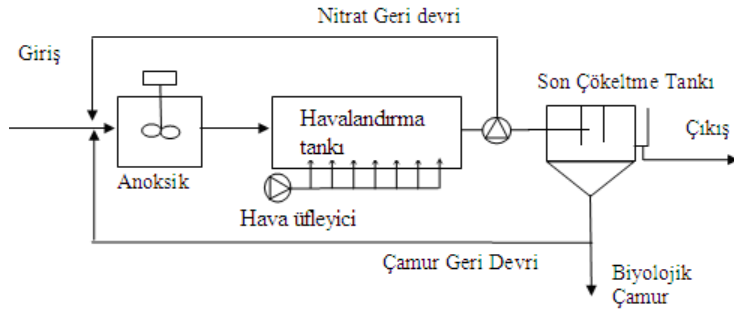 Nitrat Geri devri
Giriş
Son Çökeltme Tankı
Havalandırma
tankı
Çıkış
Anoksik
Hava üfleyici
Çamur Geri Devri
Biyolojik
Çamur